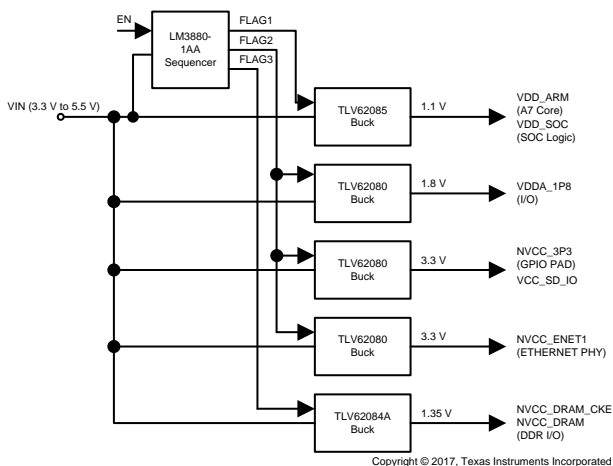 EN
LM3880-
1AA
Sequencer
FLAG1
FLAG2
FLAG3
VIN (3.3 V to 5.5 V)
TLV62085
Buck
1.1 V
VDD_ARM
(A7 Core)
VDD_SOC
(SOC Logic)
TLV62080
Buck
1.8 V
VDDA_1P8
(I/O)
TLV62080
Buck
3.3 V
NVCC_3P3
(GPIO PAD)
VCC_SD_IO
TLV62080
Buck
3.3 V
NVCC_ENET1
(ETHERNET PHY)
TLV62084A
Buck
1.35 V
NVCC_DRAM_CKE
NVCC_DRAM
(DDR I/O)
Copyright © 2017, Texas Instruments Incorporated